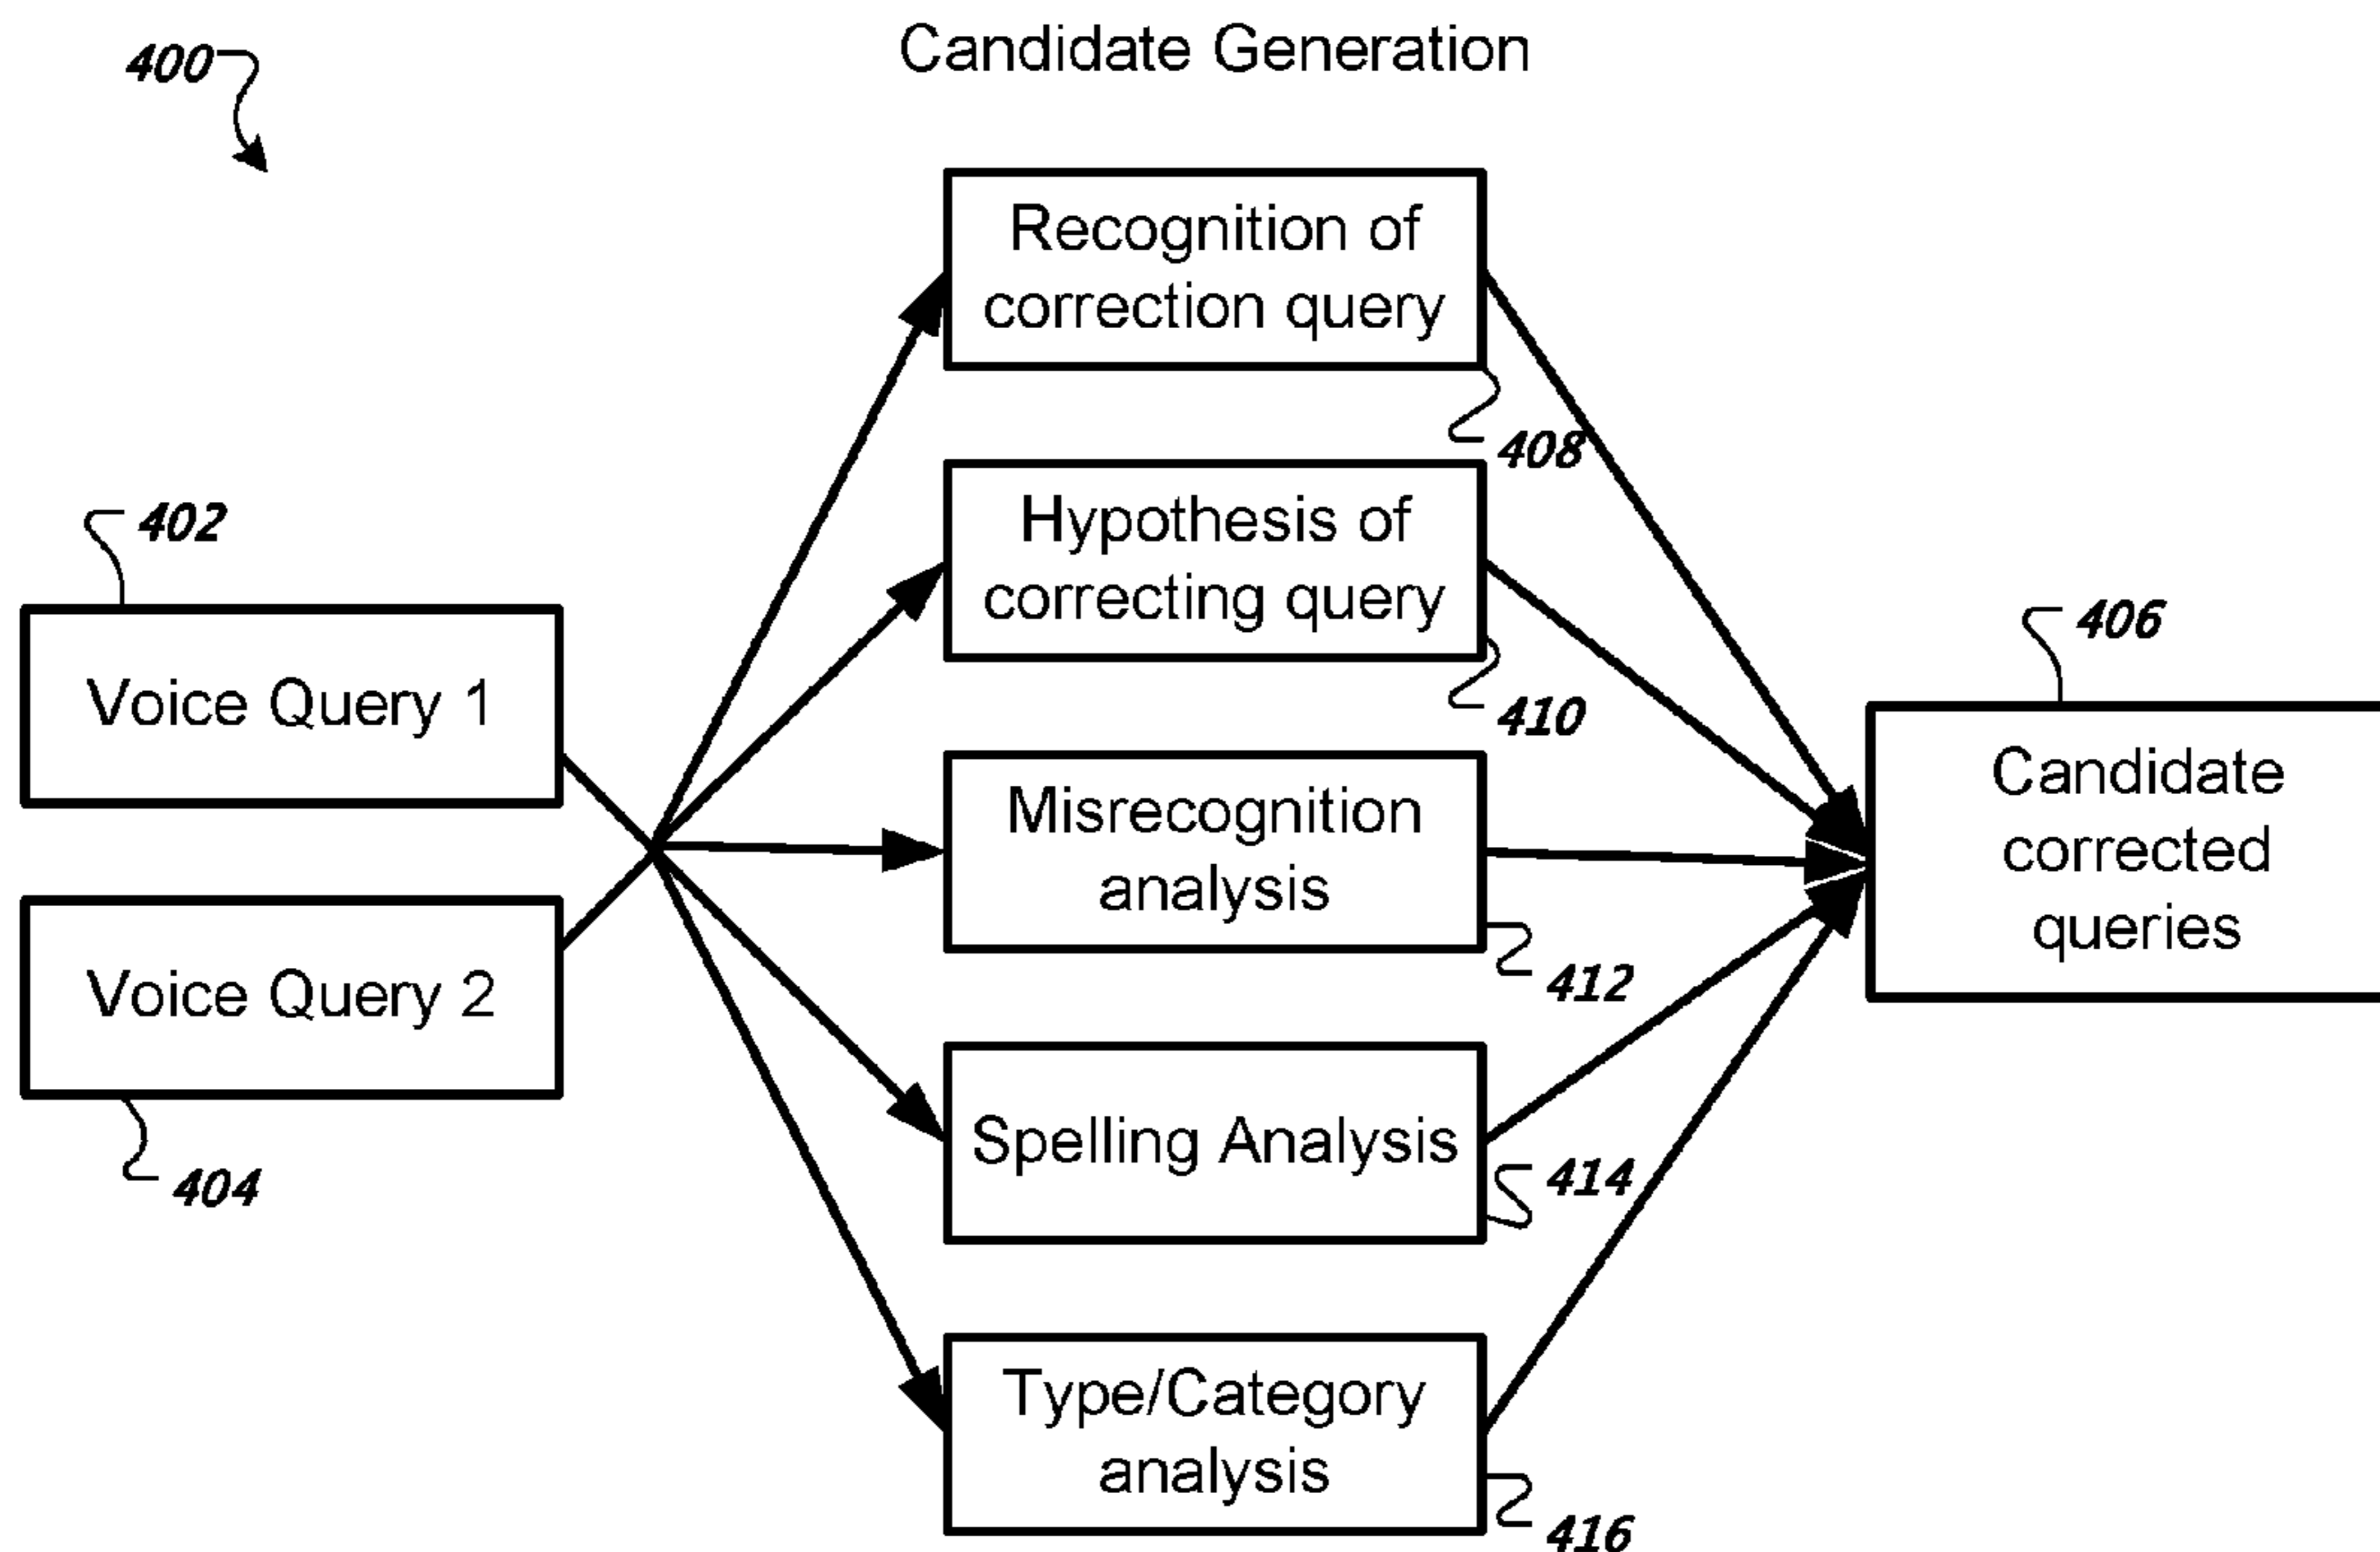 Candidate Generation
400
Recognition of
correction query
408
Hypothesis of
correcting query
410
402
Voice Query 1
Voice Query 2
404
Misrecognition
analysis
412
Spelling Analysis
414
Type/Category
analysis
416
406
Candidate
corrected
queries